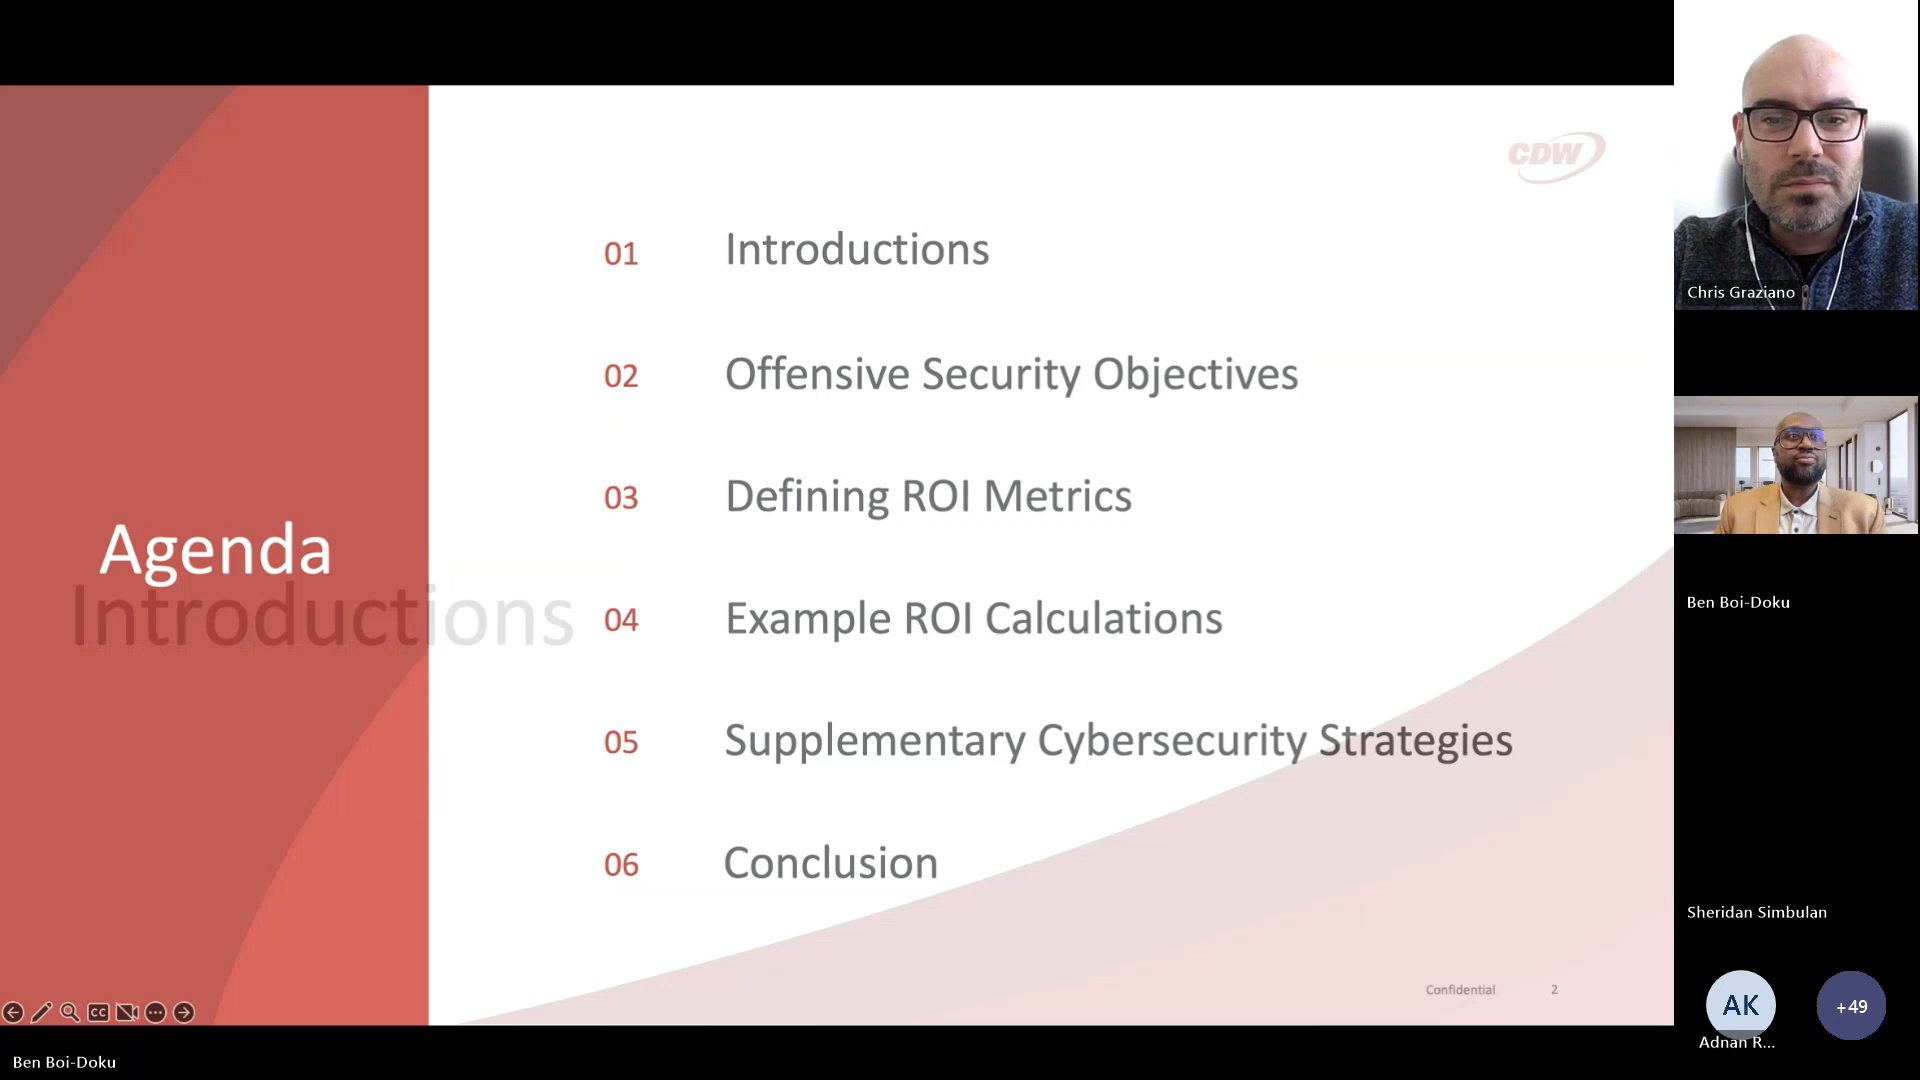 CDW
Agenda
Introductions
01 Introductions
02 Offensive Security Objectives
03 Defining ROI Metrics
04 Example ROI Calculations
05 Supplementary Cybersecurity Strategies
06 Conclusion
Confidential 2
CC
Ben Boi-Doku
Chris Graziano
Ben Boi-Doku
Sheridan Simbulan
AK
Adnan R...
+49